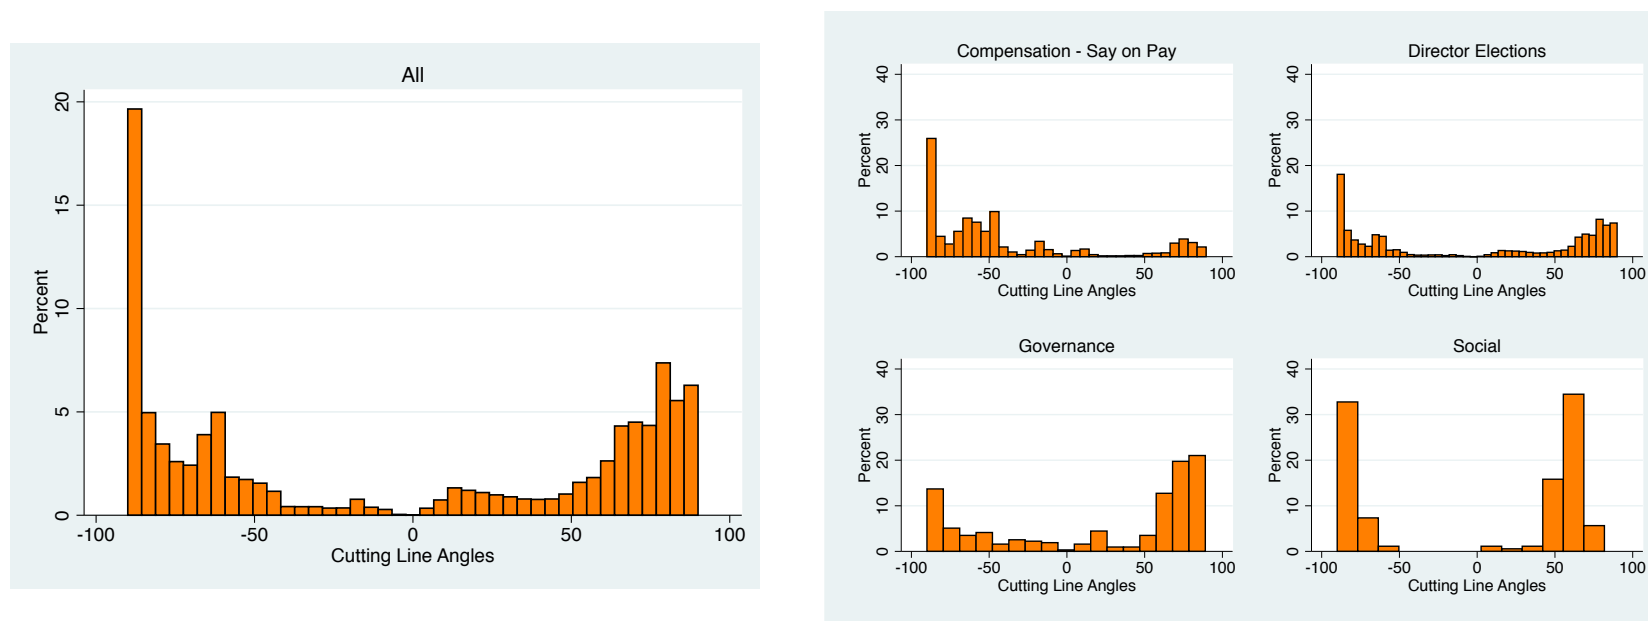 All
20
15
10
5
0
Percent
-100 -50 0 50 100
Cutting Line Angles
Compensation - Say on Pay
40
30
20
10
0
Percent
-100 -50 0 50 100
Cutting Line Angles
Director Elections
40
30
20
10
0
Percent
-100 -50 0 50 100
Cutting Line Angles
Governance
40
30
20
10
0
Percent
-100 -50 0 50 100
Cutting Line Angles
Social
40
30
20
10
0
Percent
-100 -50 0 50 100
Cutting Line Angles